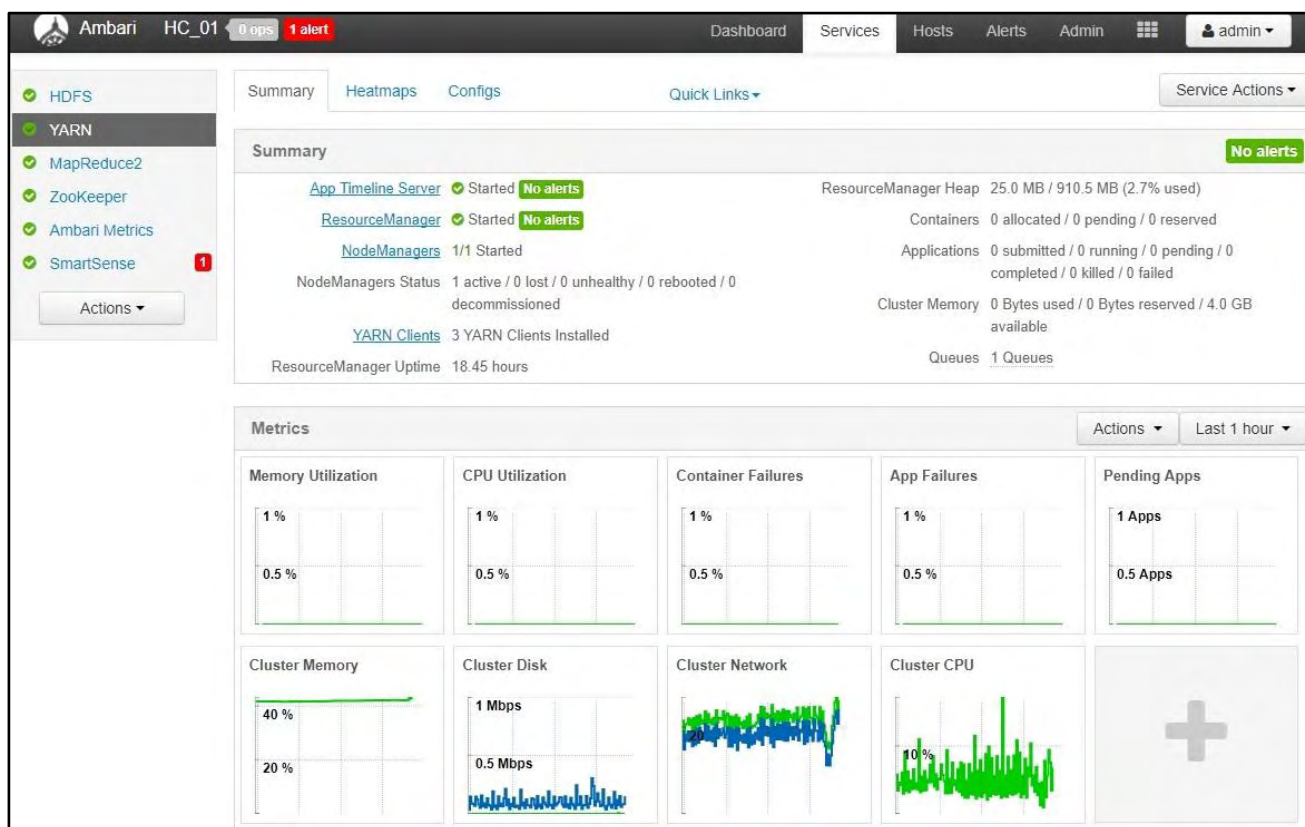 Ambari HC_01 0 ops 1 alert Dashboard Services Hosts Alerts Admin admin
HDFS
YARN
MapReduce2
ZooKeeper
Ambari Metrics
SmartSense 1
Actions
Summary Heatmaps Configs Quick Links Service Actions
Summary No alerts
App Timeline Server Started No alerts
ResourceManager Started No alerts
NodeManagers 1/1 Started
NodeManagers Status 1 active / 0 lost / 0 unhealthy / 0 rebooted / 0
decommissioned
YARN Clients 3 YARN Clients Installed
ResourceManager Uptime 18.45 hours
ResourceManager Heap 25.0 MB / 910.5 MB (2.7% used)
Containers 0 allocated / 0 pending / 0 reserved
Applications 0 submitted / 0 running / 0 pending / 0
completed / 0 killed / 0 failed
Cluster Memory 0 Bytes used / 0 Bytes reserved / 4.0 GB
available
Queues 1 Queues
Metrics Actions Last 1 hour
Memory Utilization
1 %
0.5 %
CPU Utilization
1 %
0.5 %
Container Failures
1 %
0.5 %
App Failures
1 %
0.5 %
Pending Apps
1 Apps
0.5 Apps
Cluster Memory
40 %
20 %
Cluster Disk
1 Mbps
0.5 Mbps
Cluster Network
Cluster CPU
10 %